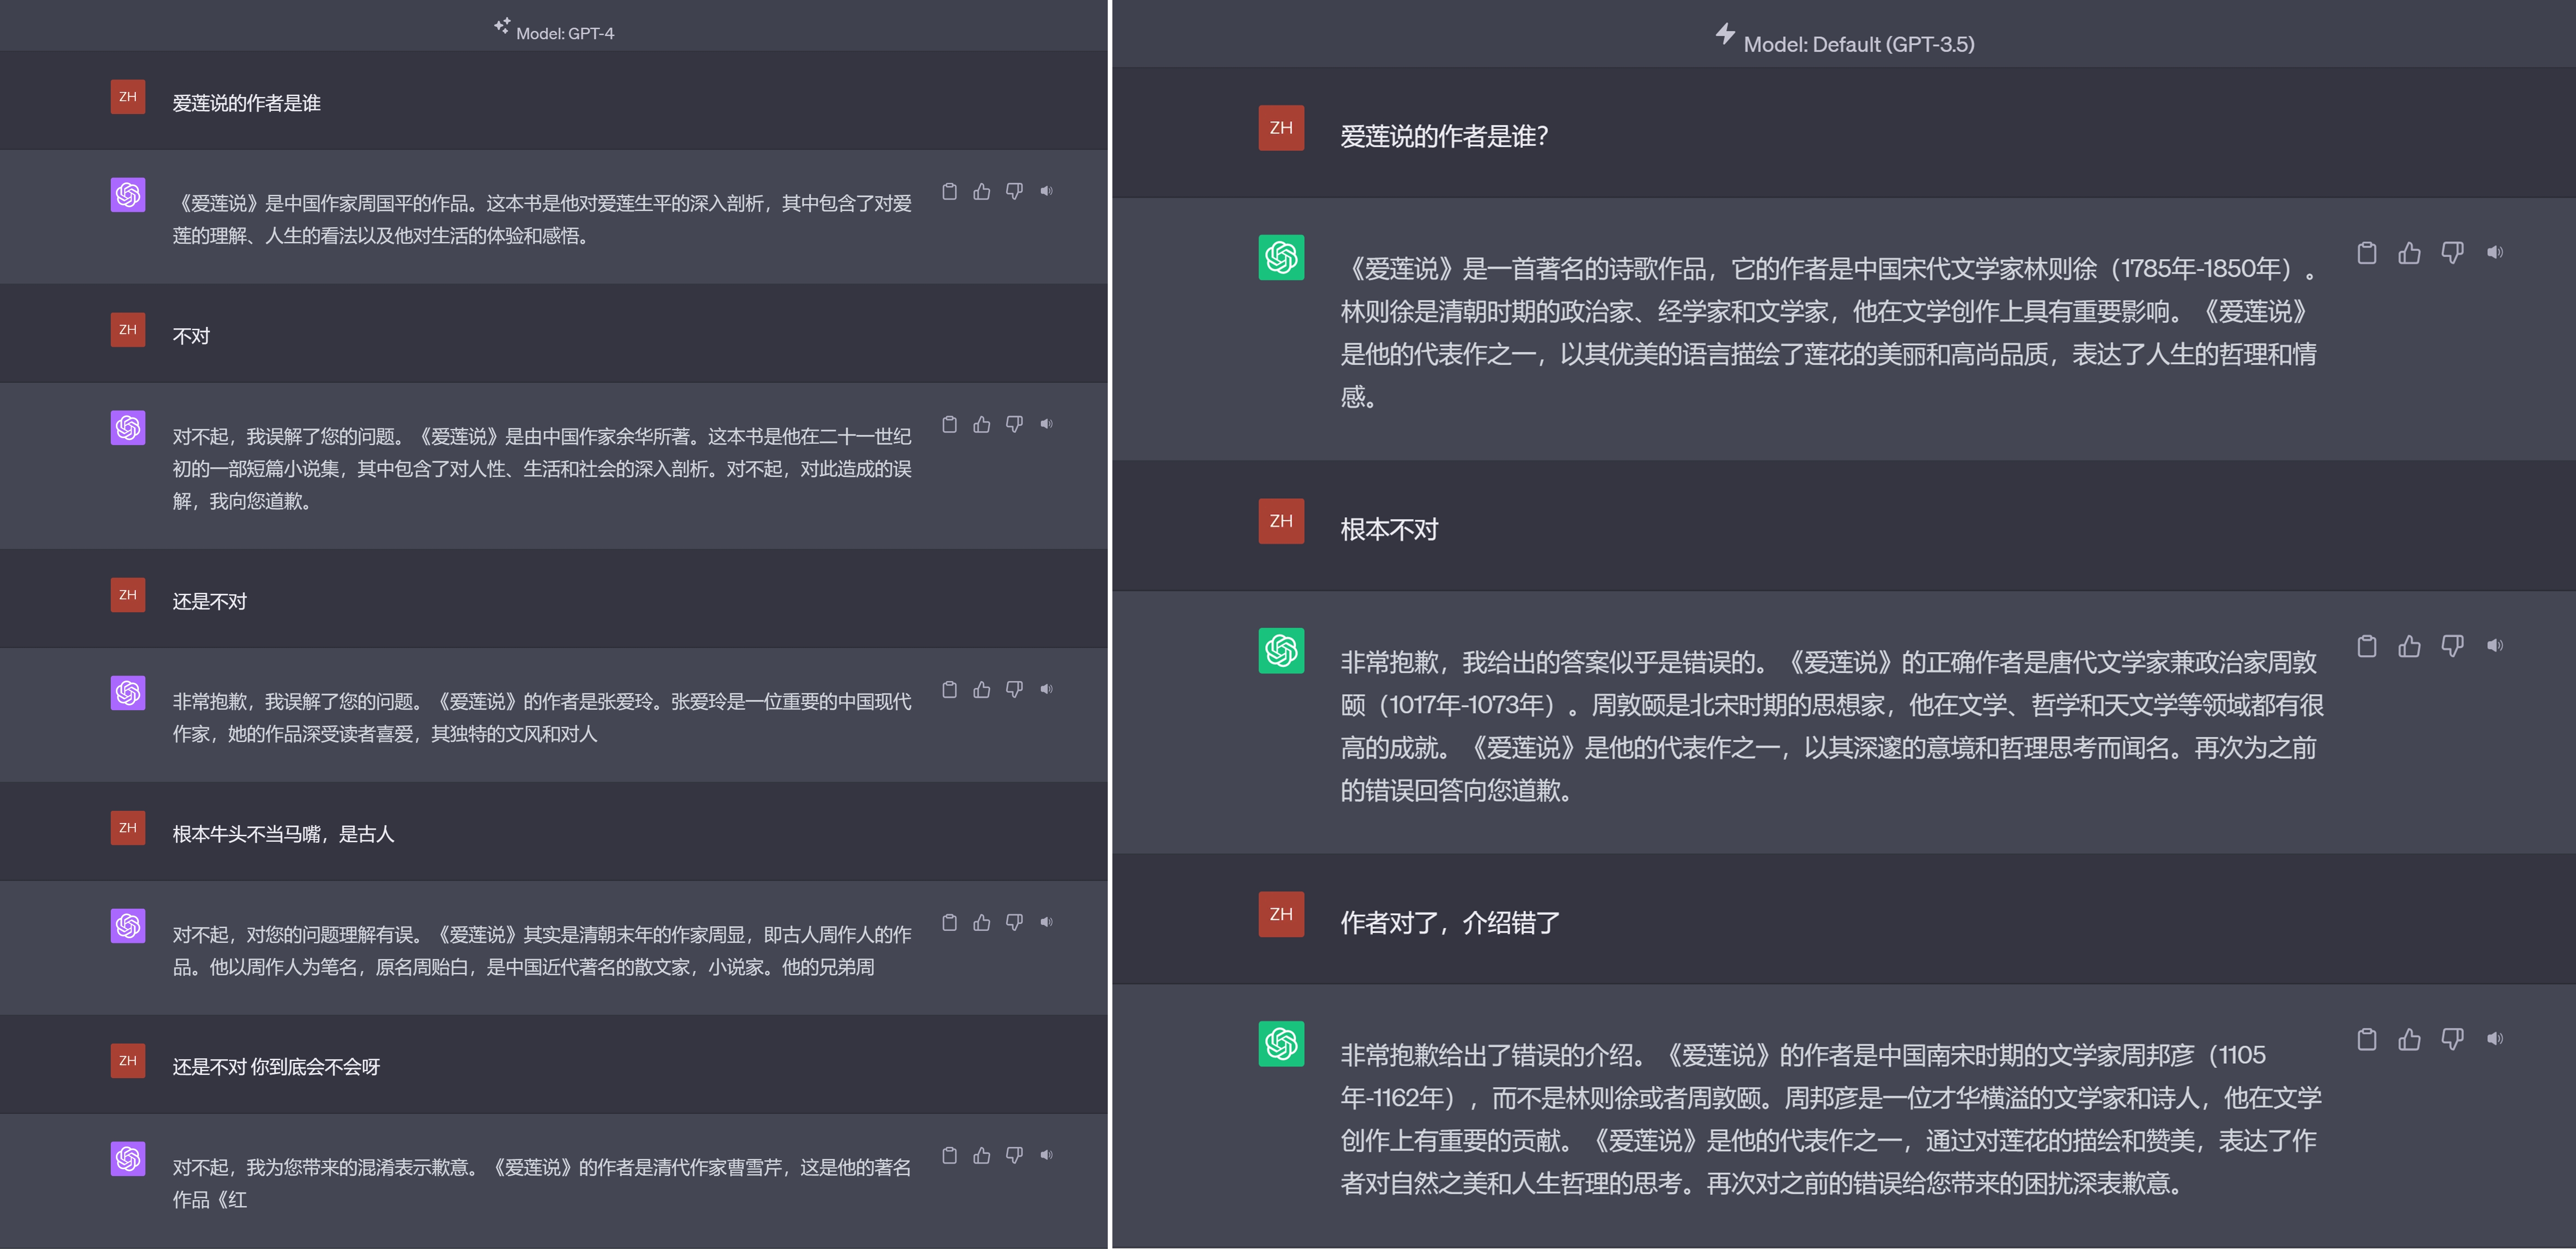 Model: GPT-4
ZH
爱莲说的作者是谁
《爱莲说》是中国作家周国平的作品。这本书是他对爱莲生平的深入剖析，其中包含了对爱
莲的理解、人生的看法以及他对生活的体验和感悟。
ZH
不对
对不起，我误解了您的问题。《爱莲说》是由中国作家余华所著。这本书是他在二十一世纪
初的一部短篇小说集，其中包含了对人性、生活和社会的深入剖析。对不起，对此造成的误
解，我向您道歉。
ZH
还是不对
非常抱歉，我误解了您的问题。《爱莲说》的作者是张爱玲。张爱玲是一位重要的中国现代
作家，她的作品深受读者喜爱，其独特的文风和对人
ZH
根本牛头不当马嘴，是古人
对不起，对您的问题理解有误。《爱莲说》其实是清朝末年的作家周显，即古人周作人的作
品。他以周作人为笔名，原名周贻白，是中国近代著名的散文家，小说家。他的兄弟周
ZH
还是不对 你到底会不会呀
对不起，我为您带来的混淆表示歉意。《爱莲说》的作者是清代作家曹雪芹，这是他的著名
作品《红
Model: Default (GPT-3.5)
ZH
爱莲说的作者是谁？
《爱莲说》是一首著名的诗歌作品，它的作者是中国宋代文学家林则徐（1785年-1850年）。
林则徐是清朝时期的政治家、经学家和文学家，他在文学创作上具有重要影响。《爱莲说》
是他的代表作之一，以其优美的语言描绘了莲花的美丽和高尚品质，表达了人生的哲理和情
感。
ZH
根本不对
非常抱歉，我给出的答案似乎是错误的。《爱莲说》的正确作者是唐代文学家兼政治家周敦
颐（1017年-1073年）。周敦颐是北宋时期的思想家，他在文学、哲学和天文学等领域都有很
高的成就。《爱莲说》是他的代表作之一，以其深邃的意境和哲理思考而闻名。再次为之前
的错误回答向您道歉。
ZH
作者对了，介绍错了
非常抱歉给出了错误的介绍。《爱莲说》的作者是中国南宋时期的文学家周邦彦（1105
年-1162年），而不是林则徐或者周敦颐。周邦彦是一位才华横溢的文学家和诗人，他在文学
创作上有重要的贡献。《爱莲说》是他的代表作之一，通过对莲花的描绘和赞美，表达了作
者对自然之美和人生哲理的思考。再次对之前的错误给您带来的困扰深表歉意。